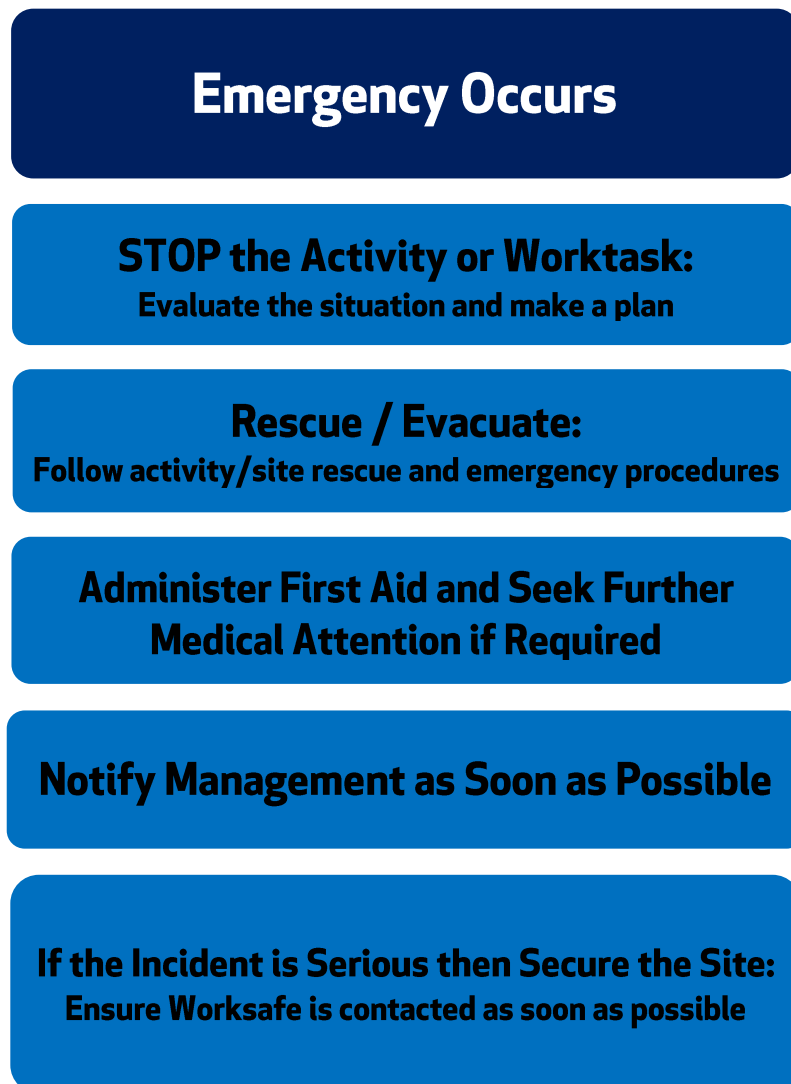 Emergency Occurs
STOP the Activity or Worktask:
Evaluate the situation and make a plan
Rescue / Evacuate:
Follow activity/site rescue and emergency procedures
Administer First Aid and Seek Further
Medical Attention if Required
Notify Management as Soon as Possible
If the Incident is Serious then Secure the Site:
Ensure Worksafe is contacted as soon as possible